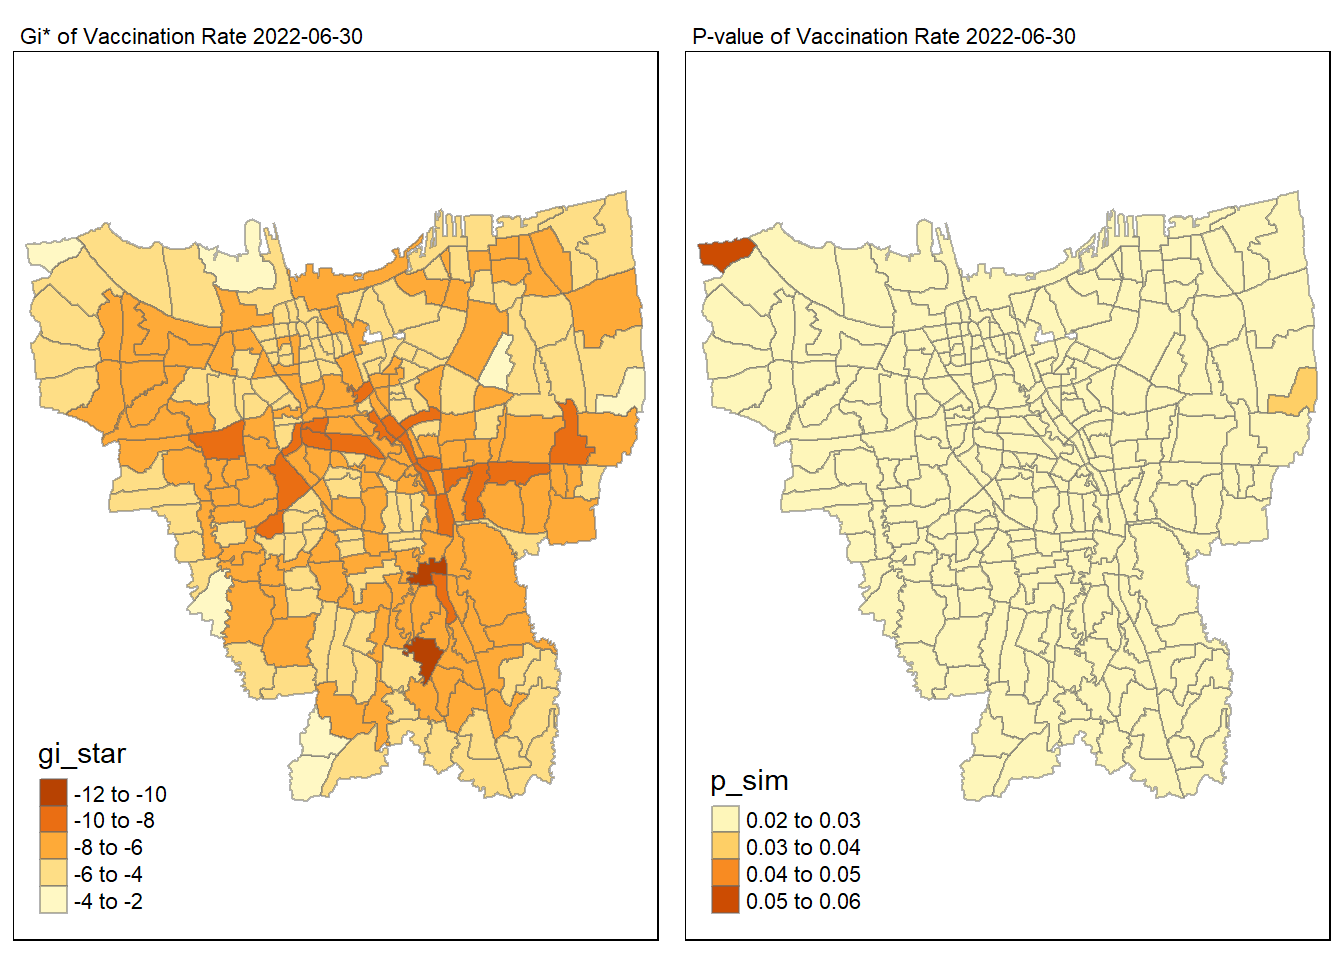 Gi* of Vaccination Rate 2022-06-30
gi_star
-12 to -10
-10 to -8
-8 to -6
-6 to -4
-4 to -2
P-value of Vaccination Rate 2022-06-30
p_sim
0.02 to 0.03
0.03 to 0.04
0.04 to 0.05
0.05 to 0.06